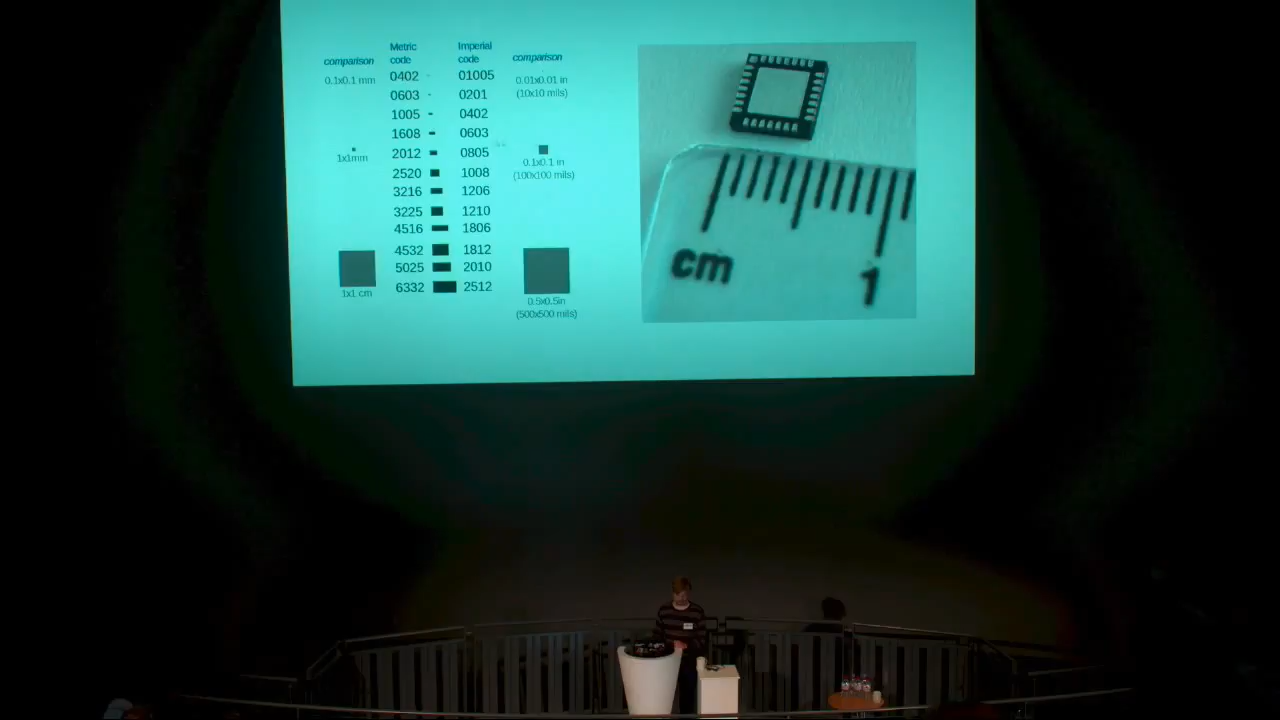 Metric code
Imperial code
comparison
comparison
0.1x0.1 mm
0402 01005
0.01x0.01 in
(10x10 mils)
0603 0201
1005 0402
1608 0603
1x1mm
2012 0805
0.1x0.1 in
(100x100 mils)
2520 1008
3216 1206
3225 1210
4516 1806
4532 1812
5025 2010
6332 2512
1x1 cm
0.5x0.5in
(500x500 mils)
cm 1